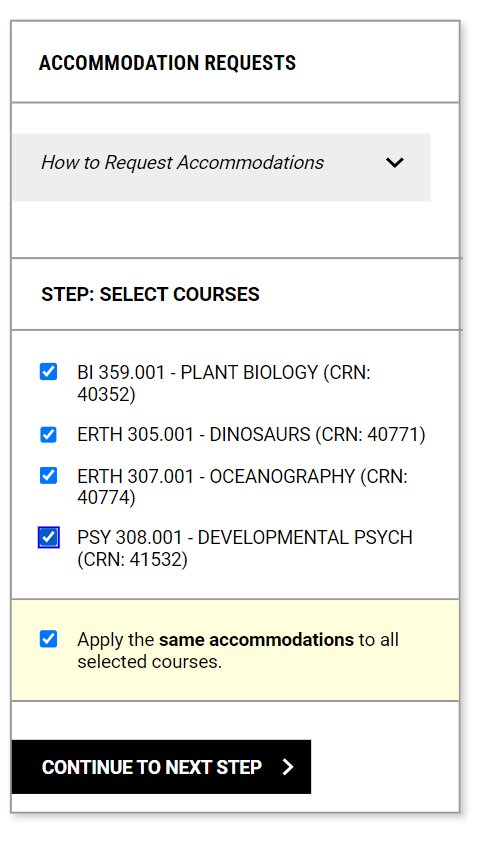 ACCOMMODATION REQUESTS
How to Request Accommodations
STEP: SELECT COURSES
BI 359.001 - PLANT BIOLOGY (CRN:
40352)
ERTH 305.001 - DINOSAURS (CRN: 40771)
ERTH 307.001 - OCEANOGRAPHY (CRN:
40774)
PSY 308.001 - DEVELOPMENTAL PSYCH
(CRN: 41532)
Apply the same accommodations to all
selected courses.
CONTINUE TO NEXT STEP